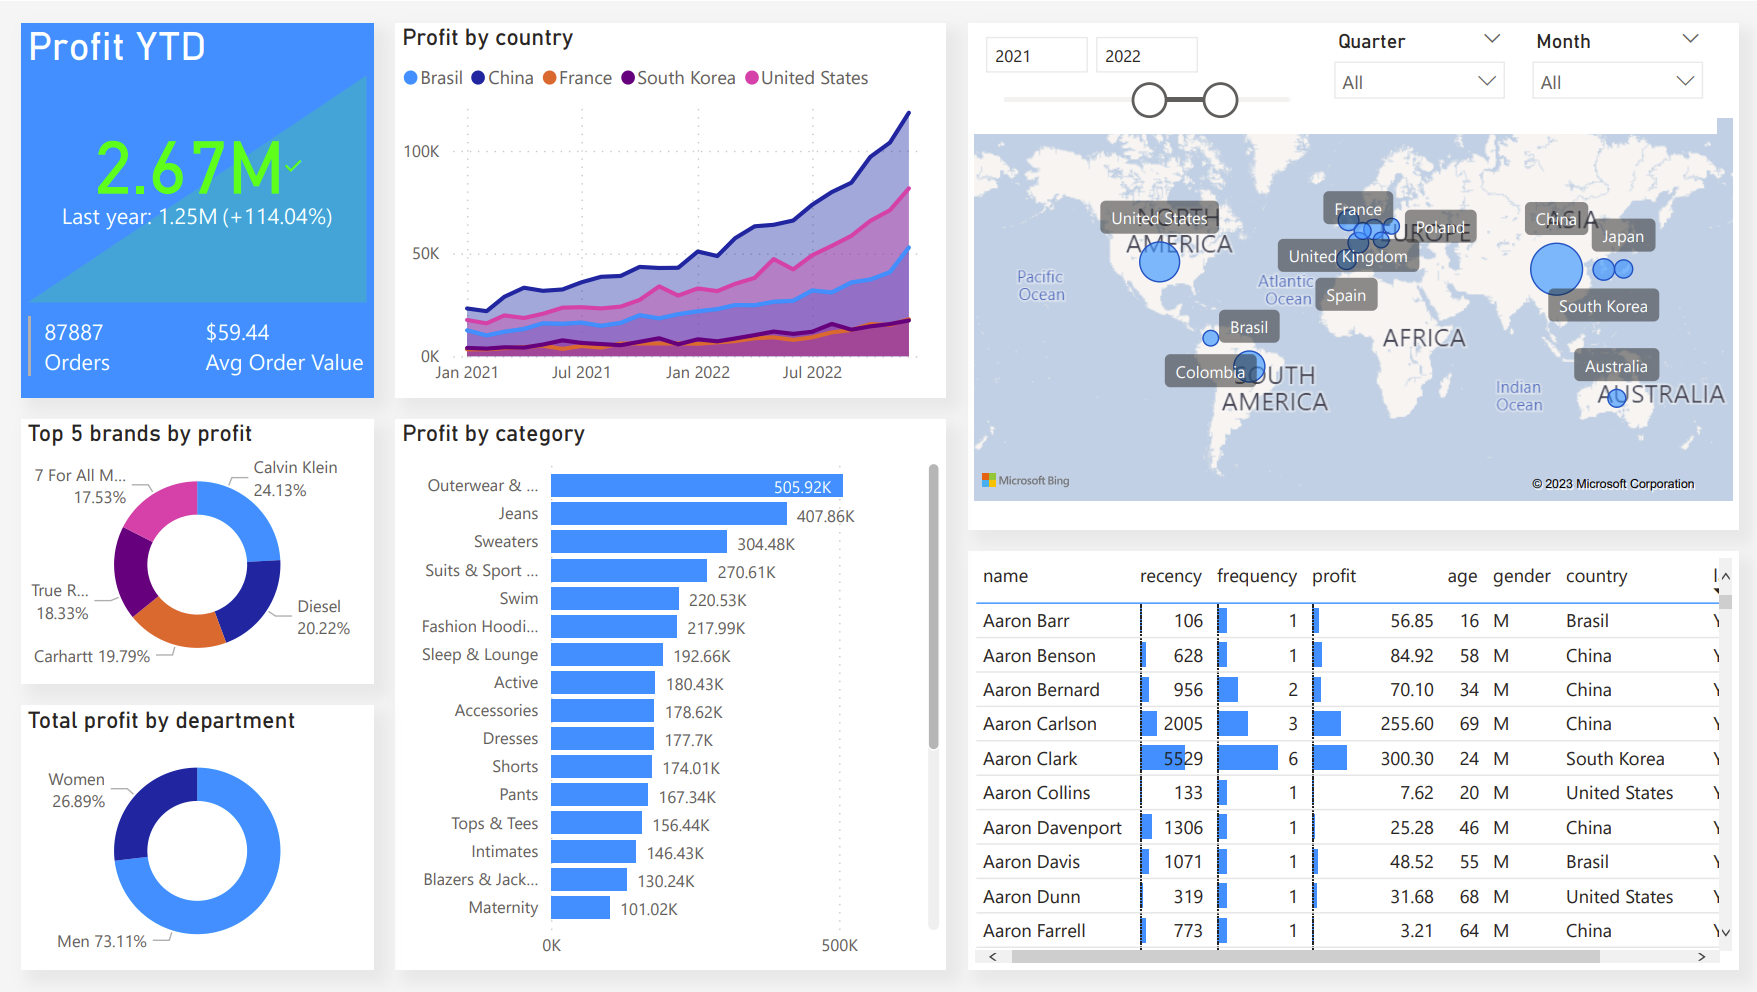 Profit YTD
2.67M
Last year: 1.25M (+114.04%)
87887
Orders
$59.44
Avg Order Value
Profit by country
Brasil China France South Korea United States
100K
50K
0K
Jan 2021 Jul 2021 Jan 2022 Jul 2022
2021 2022
Quarter
All
Month
All
NORTH
AMERICA
United States
Pacific
Ocean
Atlantic
Ocean
France
EUROPE
Poland
United Kingdom
Spain
ASIA
China
Japan
South Korea
Brasil
Colombia
SOUTH
AMERICA
AFRICA
Indian
Ocean
Australia
AUSTRALIA
Microsoft Bing
© 2023 Microsoft Corporation
Top 5 brands by profit
7 For All M...
17.53%
Calvin Klein
24.13%
True R...
18.33%
Diesel
20.22%
Carhartt 19.79%
Total profit by department
Women
26.89%
Men 73.11%
Profit by category
Outerwear & ... 505.92K
Jeans 407.86K
Sweaters 304.48K
Suits & Sport ... 270.61K
Swim 220.53K
Fashion Hoodi... 217.99K
Sleep & Lounge 192.66K
Active 180.43K
Accessories 178.62K
Dresses 177.7K
Shorts 174.01K
Pants 167.34K
Tops & Tees 156.44K
Intimates 146.43K
Blazers & Jack... 130.24K
Maternity 101.02K
0K 500K
name recency frequency profit age gender country
Aaron Barr 106 1 56.85 16 M Brasil
Aaron Benson 628 1 84.92 58 M China
Aaron Bernard 956 2 70.10 34 M China
Aaron Carlson 2005 3 255.60 69 M China
Aaron Clark 5529 6 300.30 24 M South Korea
Aaron Collins 133 1 7.62 20 M United States
Aaron Davenport 1306 1 25.28 46 M China
Aaron Davis 1071 1 48.52 55 M Brasil
Aaron Dunn 319 1 31.68 68 M United States
Aaron Farrell 773 1 3.21 64 M China